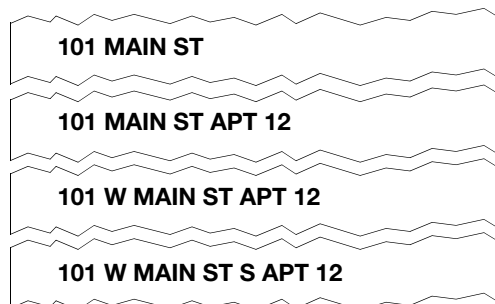 101 MAIN ST
101 MAIN ST APT 12
101 W MAIN ST APT 12
101 W MAIN ST S APT 12